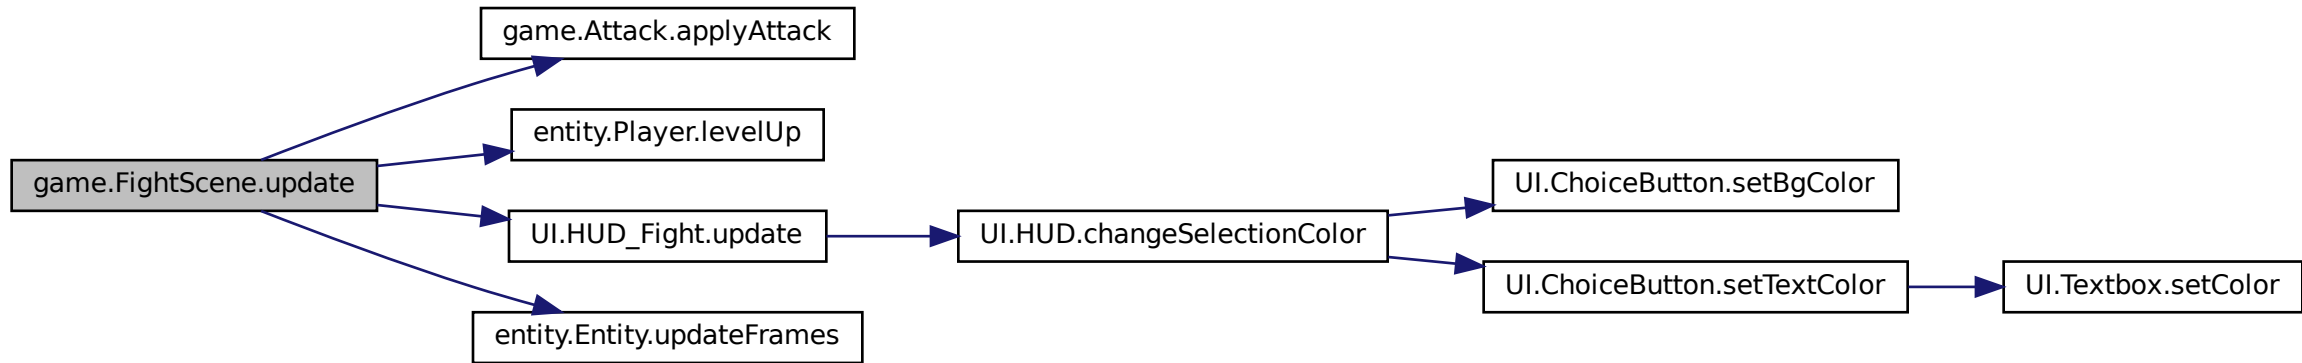 game.Attack.applyAttack
entity.Player.levelUp
game.FightScene.update
UI.HUD_Fight.update
UI.HUD.changeSelectionColor
UI.ChoiceButton.setBgColor
UI.ChoiceButton.setTextColor
UI.Textbox.setColor
entity.Entity.updateFrames